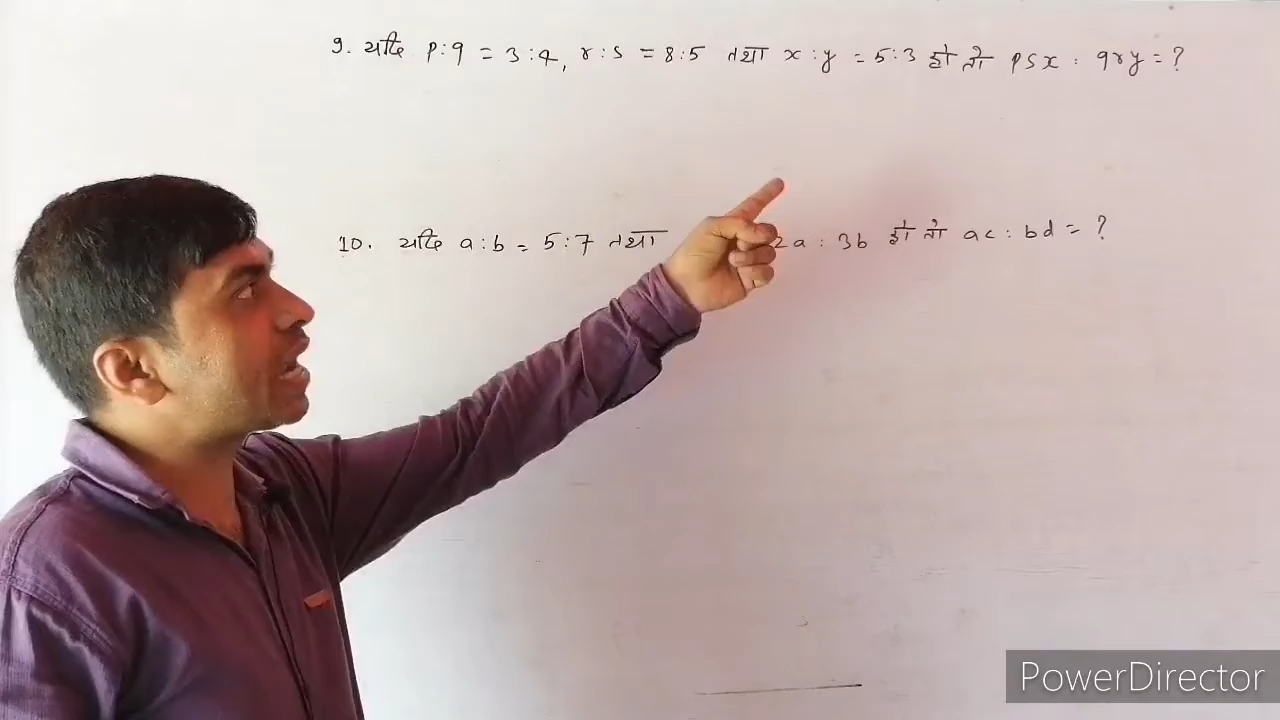 9. यदि p:q = 3:4, r:s = 8:5 तथा x:y = 5:3 हो तो psx : qry = ?
10. यदि a:b = 5:7 तथा 2a : 3b हो तो ac : bd = ?
PowerDirector